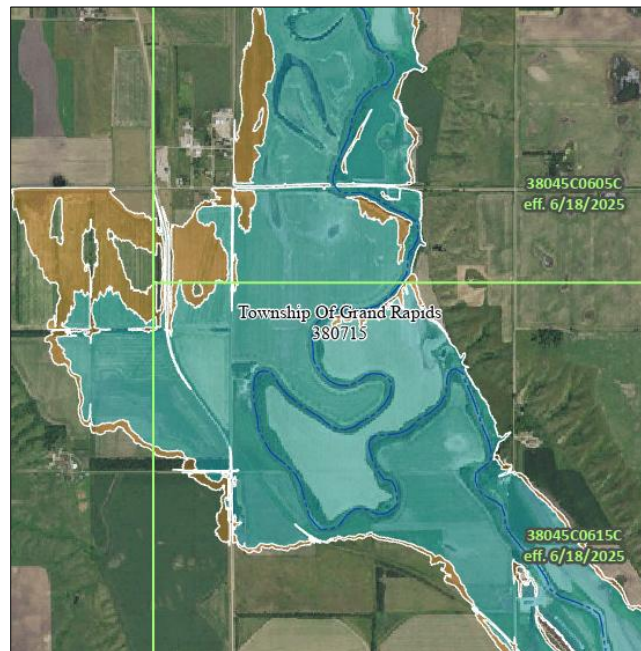 38045C0605C
eff. 6/18/2025
Township Of Grand Rapids
380715
38045C0615C
eff. 6/18/2025